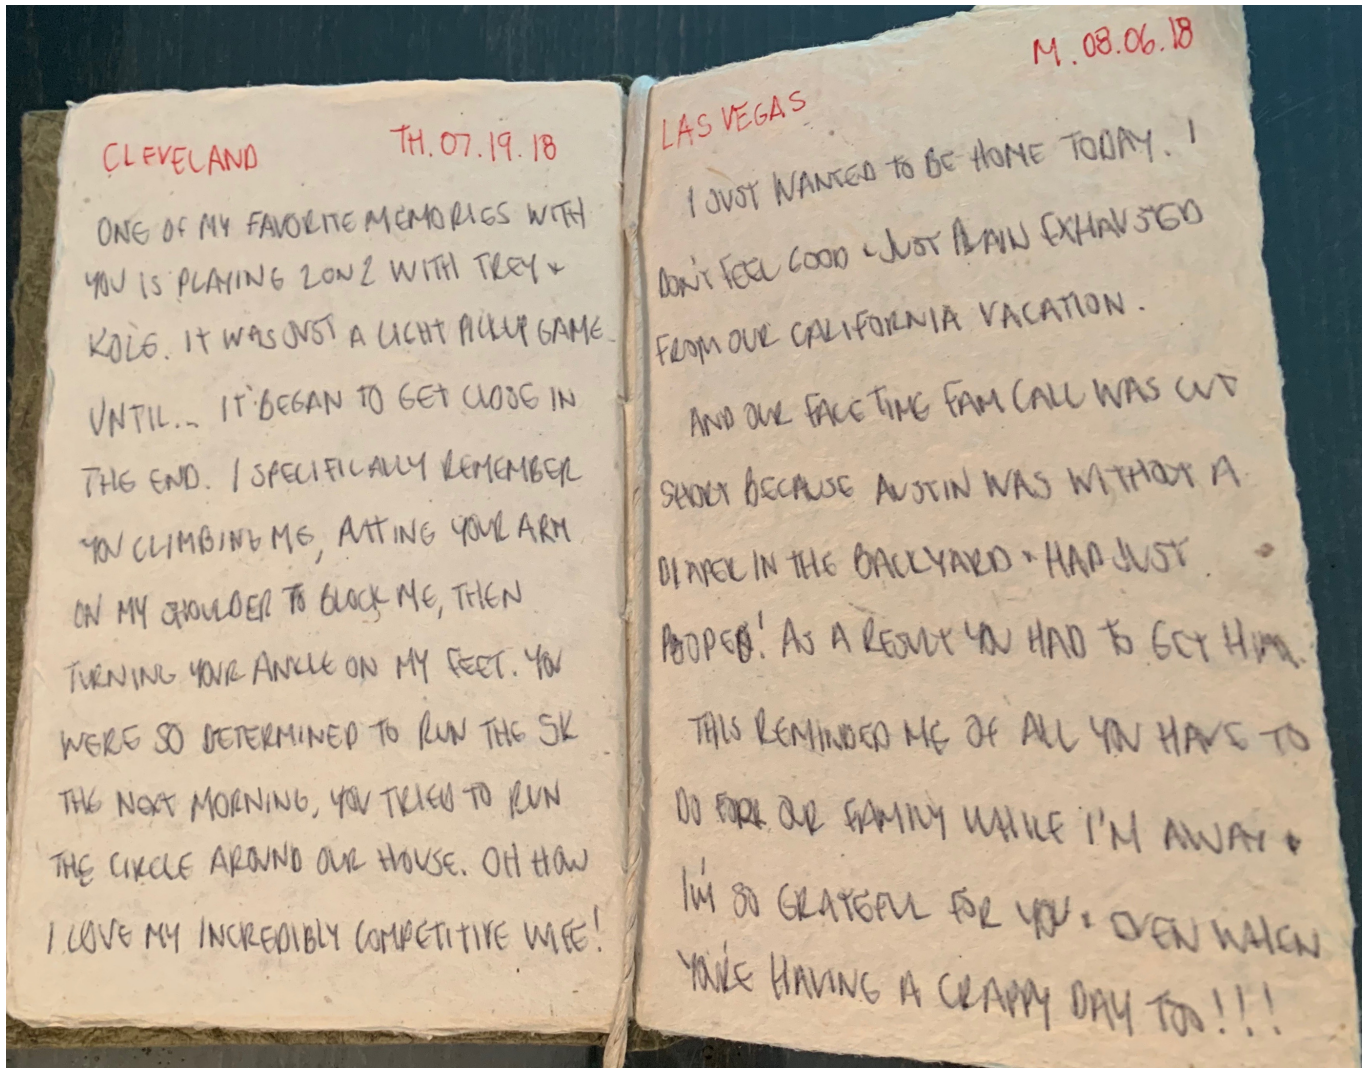 CLEVELAND TH. 07.19.18
ONE OF MY FAVORITE MEMORIES WITH
YOU IS PLAYING 2 ON 2 WITH TREY &
KOLE. IT WAS JUST A LIGHT PICKUP GAME
UNTIL... IT BEGAN TO GET CLOSE IN
THE END. I SPECIFICALLY REMEMBER
YOU CLIMBING ME, PUTTING YOUR ARM
ON MY SHOULDER TO BLOCK ME, THEN
TURNING YOUR ANKLE ON MY FEET. YOU
WERE SO DETERMINED TO RUN THE 5K
THE NEXT MORNING, YOU TRIED TO RUN
THE CIRCLE AROUND OUR HOUSE. OH HOW
I LOVE MY INCREDIBLY COMPETITIVE WIFE!
LAS VEGAS M. 08.06.18
I JUST WANTED TO BE HOME TODAY. I
DON'T FEEL GOOD & JUST PLAIN EXHAUSTED
FROM OUR CALIFORNIA VACATION.
AND OUR FACETIME FAM CALL WAS CUT
SHORT BECAUSE AUSTIN WAS WITHOUT A
DIAPER IN THE BACKYARD & HAD JUST
POOPED! AS A RESULT YOU HAD TO GET HIM.
THIS REMINDED ME OF ALL YOU HAVE TO
DO FOR OUR FAMILY WHILE I'M AWAY &
I'M SO GRATEFUL FOR YOU & EVEN WHEN
YOU'RE HAVING A CRAPPY DAY TOO!!!